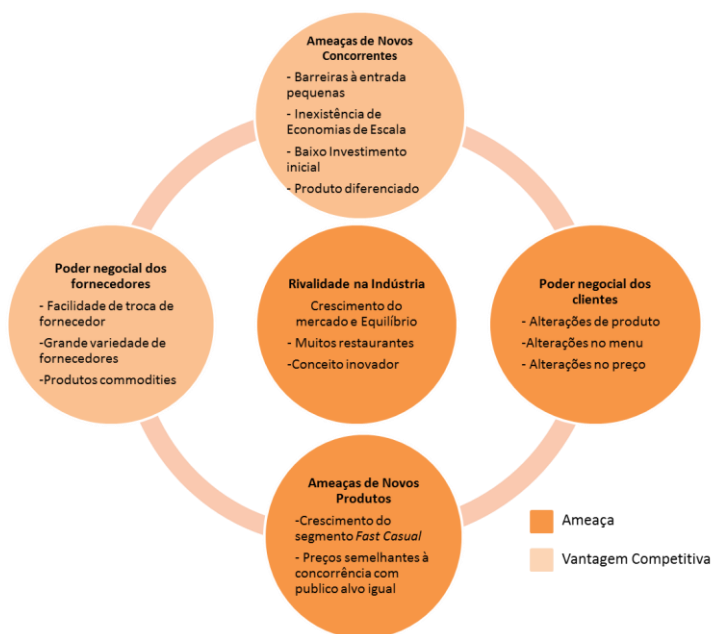 Ameaças de Novos
Concorrentes
- Barreiras à entrada
pequenas
- Inexistência de
Economias de Escala
- Baixo Investimento
inicial
- Produto diferenciado
Poder negocial dos
fornecedores
- Facilidade de troca de
fornecedor
-Grande variedade de
fornecedores
-Produtos commodities
Rivalidade na Indústria
Crescimento do
mercado e Equilíbrio
- Muitos restaurantes
-Conceito inovador
Poder negocial dos
clientes
- Alterações de produto
-Alterações no menu
- Alterações no preço
Ameaças de Novos
Produtos
-Crescimento do
segmento Fast Casual
- Preços semelhantes à
concorrência com
publico alvo igual
Ameaça
Vantagem Competitiva